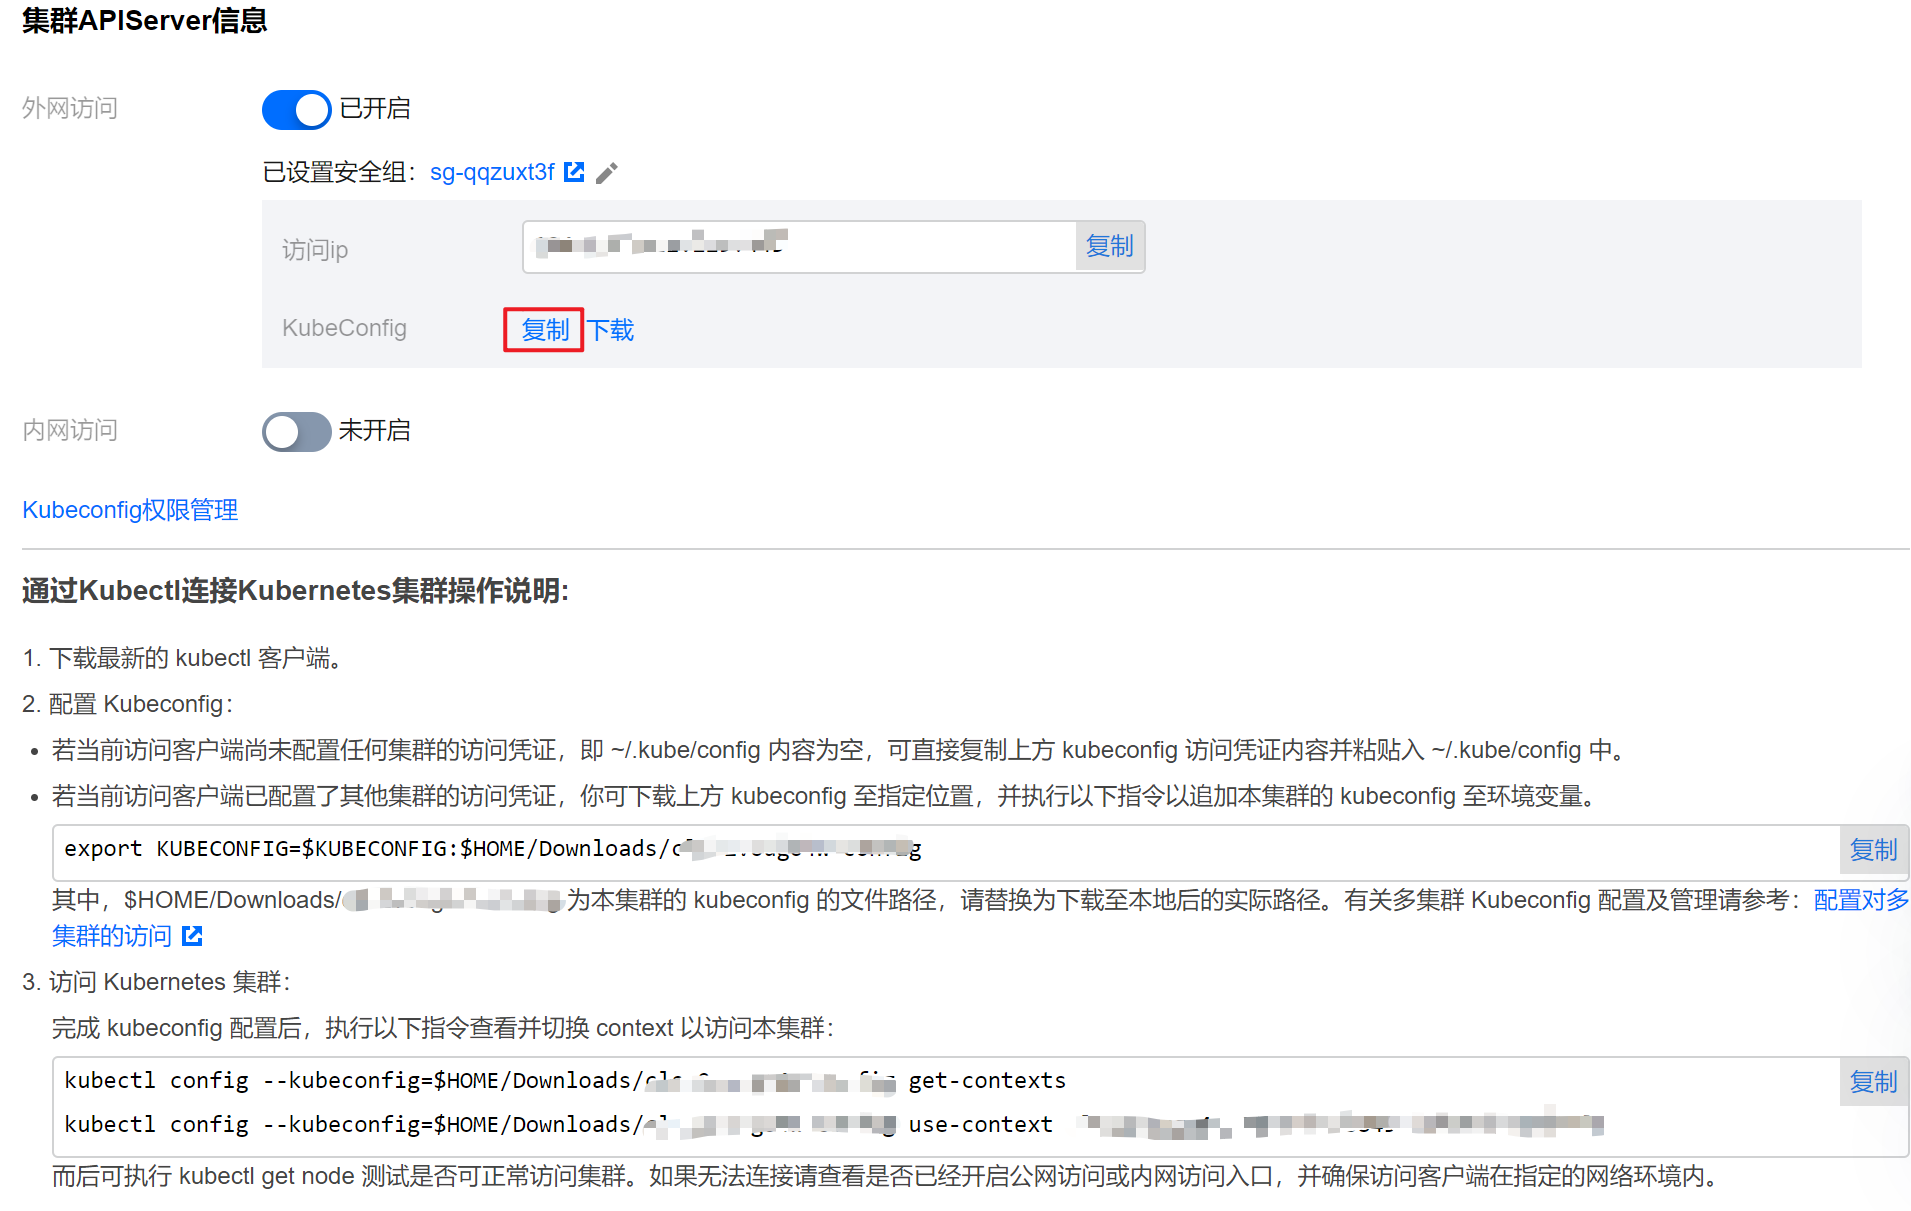 集群APIServer信息
外网访问
已开启
已设置安全组：sg-qqzuxt3f
访问ip
复制
KubeConfig
复制 下载
内网访问
未开启
Kubeconfig权限管理
通过Kubectl连接Kubernetes集群操作说明:
1. 下载最新的 kubectl 客户端。
2. 配置 Kubeconfig：
• 若当前访问客户端尚未配置任何集群的访问凭证，即 ~/.kube/config 内容为空，可直接复制上方 kubeconfig 访问凭证内容并粘贴入 ~/.kube/config 中。
• 若当前访问客户端已配置了其他集群的访问凭证，你可下载上方 kubeconfig 至指定位置，并执行以下指令以追加本集群的 kubeconfig 至环境变量。
export KUBECONFIG=$KUBECONFIG:$HOME/Downloads/
复制
其中，$HOME/Downloads/ 为本集群的 kubeconfig 的文件路径，请替换为下载至本地后的实际路径。有关多集群 Kubeconfig 配置及管理请参考：配置对多
集群的访问
3. 访问 Kubernetes 集群：
完成 kubeconfig 配置后，执行以下指令查看并切换 context 以访问本集群：
kubectl config --kubeconfig=$HOME/Downloads/ get-contexts
复制
kubectl config --kubeconfig=$HOME/Downloads/ use-context
而后可执行 kubectl get node 测试是否可正常访问集群。如果无法连接请查看是否已经开启公网访问或内网访问入口，并确保访问客户端在指定的网络环境内。